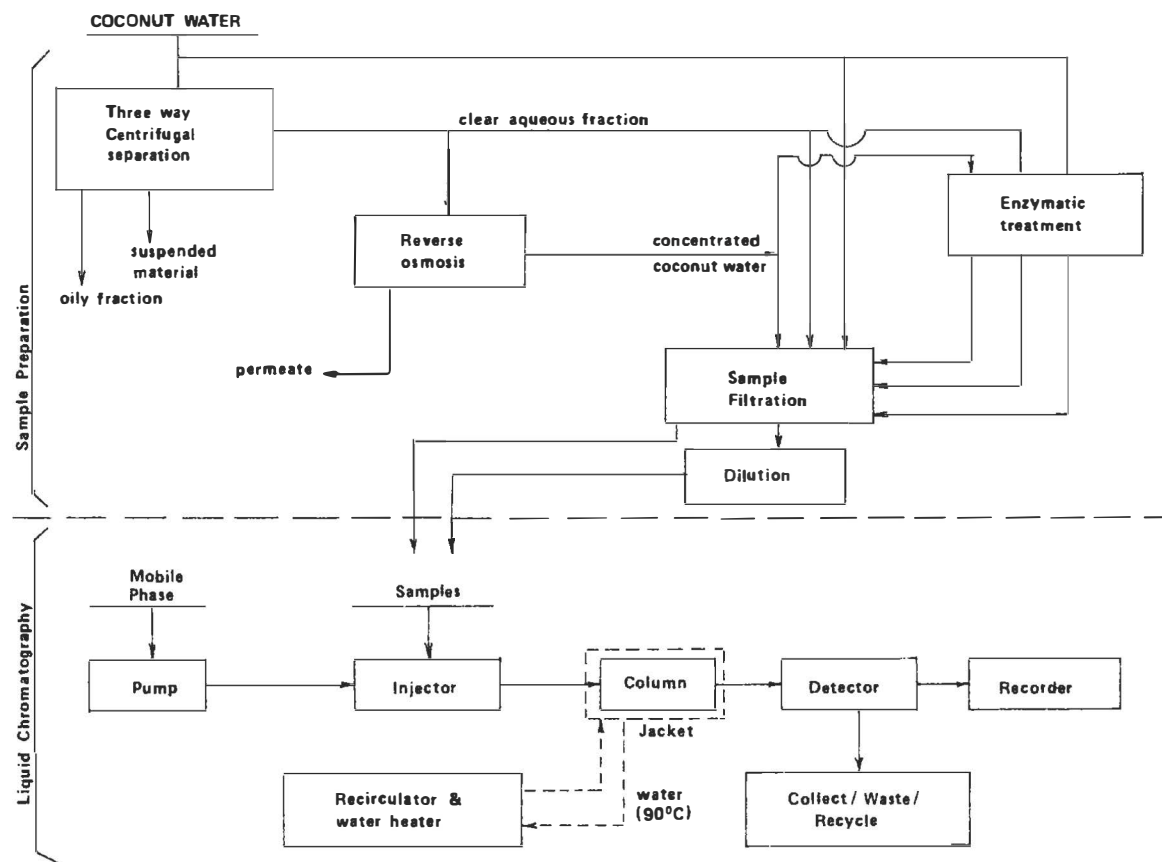 COCONUT WATER
Three way
Centrifugal
separation
clear aqueous fraction
Enzymatic
treatment
Reverse
osmosis
concentrated
coconut water
suspended
material
oily fraction
permeate
Sample
Filtration
Dilution
Sample Preparation
Mobile
Phase
Samples
Pump
Injector
Column
Detector
Recorder
Jacket
Recirculator &
water heater
water
(90ºC)
Collect / Waste /
Recycle
Liquid Chromatography